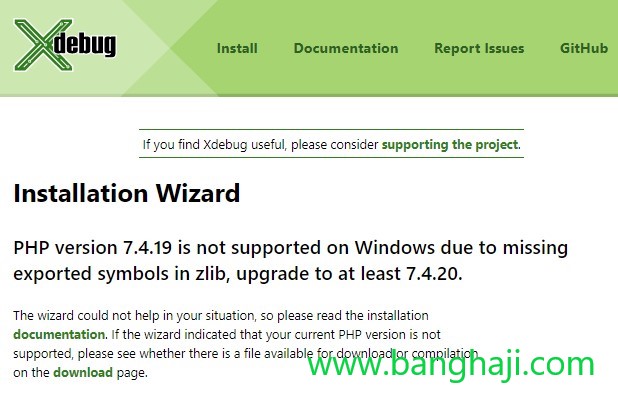 Xdebug
Install Documentation Report Issues GitHub
If you find Xdebug useful, please consider supporting the project.
Installation Wizard
PHP version 7.4.19 is not supported on Windows due to missing
exported symbols in zlib, upgrade to at least 7.4.20.
The wizard could not help in your situation, so please read the installation
documentation. If the wizard indicated that your current PHP version is not
supported, please see whether there is a file available for download or compilation
on the download page.
www.banghaji.com